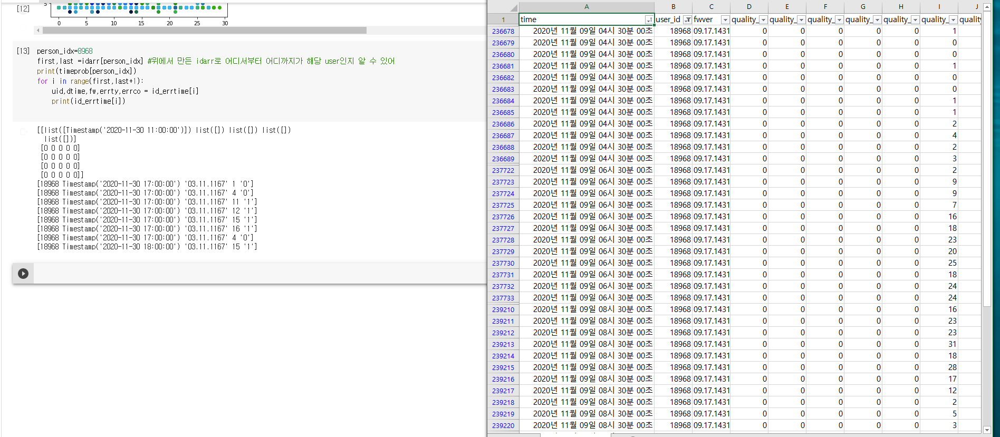 [12]
5
0 5 10 15 20 25 30
[13]
person_idx=8968
first,last =idarr[person_idx] #위에서 만든 idarr로 어디서부터 어디까지가 해당 user인지 알 수 있어
print(timeprob[person_idx])
for i in range(first,last+1):
uid,dtime,fw,errty,errco = id_errtime[i]
print(id_errtime[i])
[[list([Timestamp('2020-11-30 11:00:00')]) list([]) list([]) list([])
list([])]
[0 0 0 0 0]
[0 0 0 0 0]
[0 0 0 0 0]
[0 0 0 0 0]]
[18968 Timestamp('2020-11-30 17:00:00') '03.11.1167' 1 '0']
[18968 Timestamp('2020-11-30 17:00:00') '03.11.1167' 4 '0']
[18968 Timestamp('2020-11-30 17:00:00') '03.11.1167' 11 '1']
[18968 Timestamp('2020-11-30 17:00:00') '03.11.1167' 12 '1']
[18968 Timestamp('2020-11-30 17:00:00') '03.11.1167' 15 '1']
[18968 Timestamp('2020-11-30 17:00:00') '03.11.1167' 16 '1']
[18968 Timestamp('2020-11-30 17:00:00') '03.11.1167' 4 '0']
[18968 Timestamp('2020-11-30 18:00:00') '03.11.1167' 15 '1']
A B C D E F G H I J
1 time user_id fwver quality_ quality_ quality_ quality_ quality_ quality_ quality
236678 2020년 11월 09일 04시 30분 00초 18968 09.17.1431 0 0 0 0 0 1
236679 2020년 11월 09일 04시 30분 00초 18968 09.17.1431 0 0 0 0 0 0
236680 2020년 11월 09일 04시 30분 00초 18968 09.17.1431 0 0 0 0 0 0
236681 2020년 11월 09일 04시 30분 00초 18968 09.17.1431 0 0 0 0 0 1
236682 2020년 11월 09일 04시 30분 00초 18968 09.17.1431 0 0 0 0 0 0
236683 2020년 11월 09일 04시 30분 00초 18968 09.17.1431 0 0 0 0 0 0
236684 2020년 11월 09일 04시 30분 00초 18968 09.17.1431 0 0 0 0 0 1
236685 2020년 11월 09일 04시 30분 00초 18968 09.17.1431 0 0 0 0 0 1
236686 2020년 11월 09일 04시 30분 00초 18968 09.17.1431 0 0 0 0 0 2
236687 2020년 11월 09일 04시 30분 00초 18968 09.17.1431 0 0 0 0 0 4
236688 2020년 11월 09일 04시 30분 00초 18968 09.17.1431 0 0 0 0 0 2
236689 2020년 11월 09일 04시 30분 00초 18968 09.17.1431 0 0 0 0 0 3
237722 2020년 11월 09일 06시 30분 00초 18968 09.17.1431 0 0 0 0 0 2
237723 2020년 11월 09일 06시 30분 00초 18968 09.17.1431 0 0 0 0 0 9
237724 2020년 11월 09일 06시 30분 00초 18968 09.17.1431 0 0 0 0 0 9
237725 2020년 11월 09일 06시 30분 00초 18968 09.17.1431 0 0 0 0 0 7
237726 2020년 11월 09일 06시 30분 00초 18968 09.17.1431 0 0 0 0 0 16
237727 2020년 11월 09일 06시 30분 00초 18968 09.17.1431 0 0 0 0 0 18
237728 2020년 11월 09일 06시 30분 00초 18968 09.17.1431 0 0 0 0 0 23
237729 2020년 11월 09일 06시 30분 00초 18968 09.17.1431 0 0 0 0 0 20
237730 2020년 11월 09일 06시 30분 00초 18968 09.17.1431 0 0 0 0 0 25
237731 2020년 11월 09일 06시 30분 00초 18968 09.17.1431 0 0 0 0 0 18
237732 2020년 11월 09일 06시 30분 00초 18968 09.17.1431 0 0 0 0 0 24
237733 2020년 11월 09일 06시 30분 00초 18968 09.17.1431 0 0 0 0 0 24
239210 2020년 11월 09일 08시 30분 00초 18968 09.17.1431 0 0 0 0 0 16
239211 2020년 11월 09일 08시 30분 00초 18968 09.17.1431 0 0 0 0 0 23
239212 2020년 11월 09일 08시 30분 00초 18968 09.17.1431 0 0 0 0 0 23
239213 2020년 11월 09일 08시 30분 00초 18968 09.17.1431 0 0 0 0 0 31
239214 2020년 11월 09일 08시 30분 00초 18968 09.17.1431 0 0 0 0 0 18
239215 2020년 11월 09일 08시 30분 00초 18968 09.17.1431 0 0 0 0 0 28
239216 2020년 11월 09일 08시 30분 00초 18968 09.17.1431 0 0 0 0 0 17
239217 2020년 11월 09일 08시 30분 00초 18968 09.17.1431 0 0 0 0 0 12
239218 2020년 11월 09일 08시 30분 00초 18968 09.17.1431 0 0 0 0 0 2
239219 2020년 11월 09일 08시 30분 00초 18968 09.17.1431 0 0 0 0 0 5
239220 2020년 11월 09일 08시 30분 00초 18968 09.17.1431 0 0 0 0 0 3